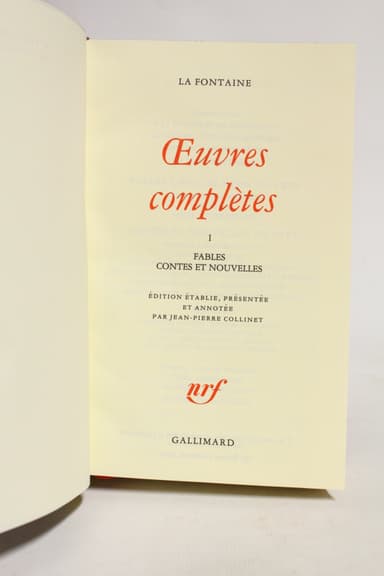 LA FONTAINE
Œuvres
complètes
I
FABLES
CONTES ET NOUVELLES
ÉDITION ÉTABLIE, PRÉSENTÉE
ET ANNOTÉE
PAR JEAN-PIERRE COLLINET
nrf
GALLIMARD